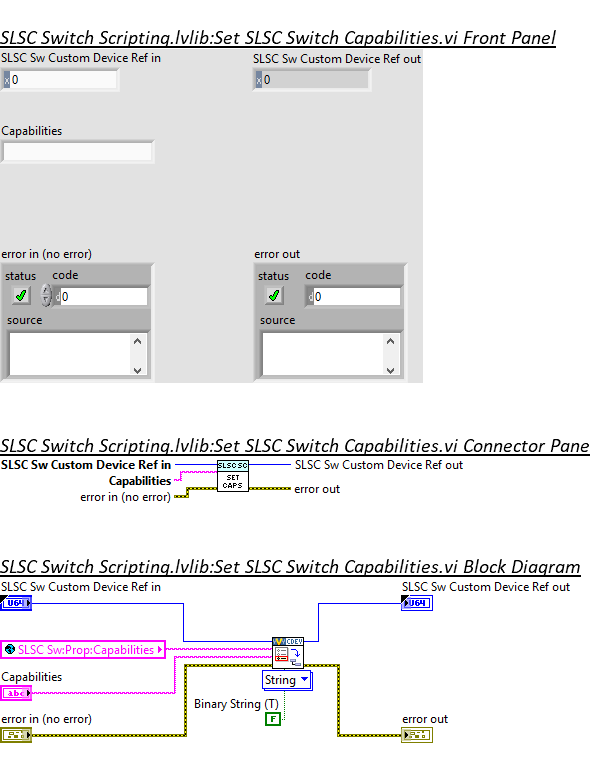 SLSC Switch Scripting.lvlib:Set SLSC Switch Capabilities.vi Front Panel
SLSC Sw Custom Device Ref in
SLSC Sw Custom Device Ref out
x 0
x 0
Capabilities
error in (no error)
error out
status code
status code
d 0
d 0
source
source
SLSC Switch Scripting.lvlib:Set SLSC Switch Capabilities.vi Connector Pane
SLSC Sw Custom Device Ref in
SLSC Sw Custom Device Ref out
Capabilities
error in (no error)
error out
SLSC SC
SET
CAPS
SLSC Switch Scripting.lvlib:Set SLSC Switch Capabilities.vi Block Diagram
SLSC Sw Custom Device Ref in
SLSC Sw Custom Device Ref out
U64
U64
CDEV
SLSC Sw:Prop:Capabilities
Capabilities
abc
String
Binary String (T)
F
error in (no error)
error out